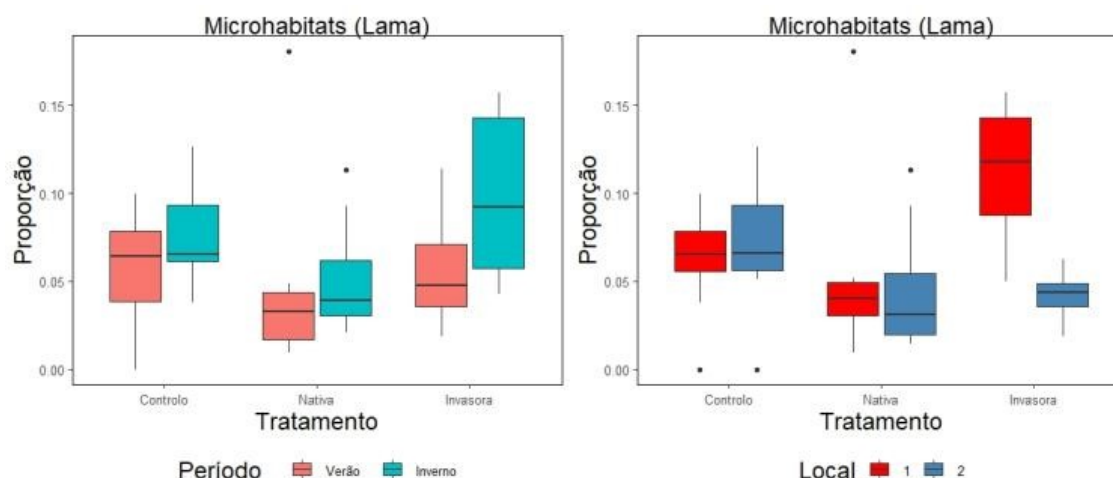 Microhabitats (Lama)
Proporção
0.15
0.10
0.05
0.00
Controlo Nativa Invasora
Tratamento
Período Verão Inverno
Microhabitats (Lama)
Proporção
0.15
0.10
0.05
0.00
Controlo Nativa Invasora
Tratamento
Local 1 2